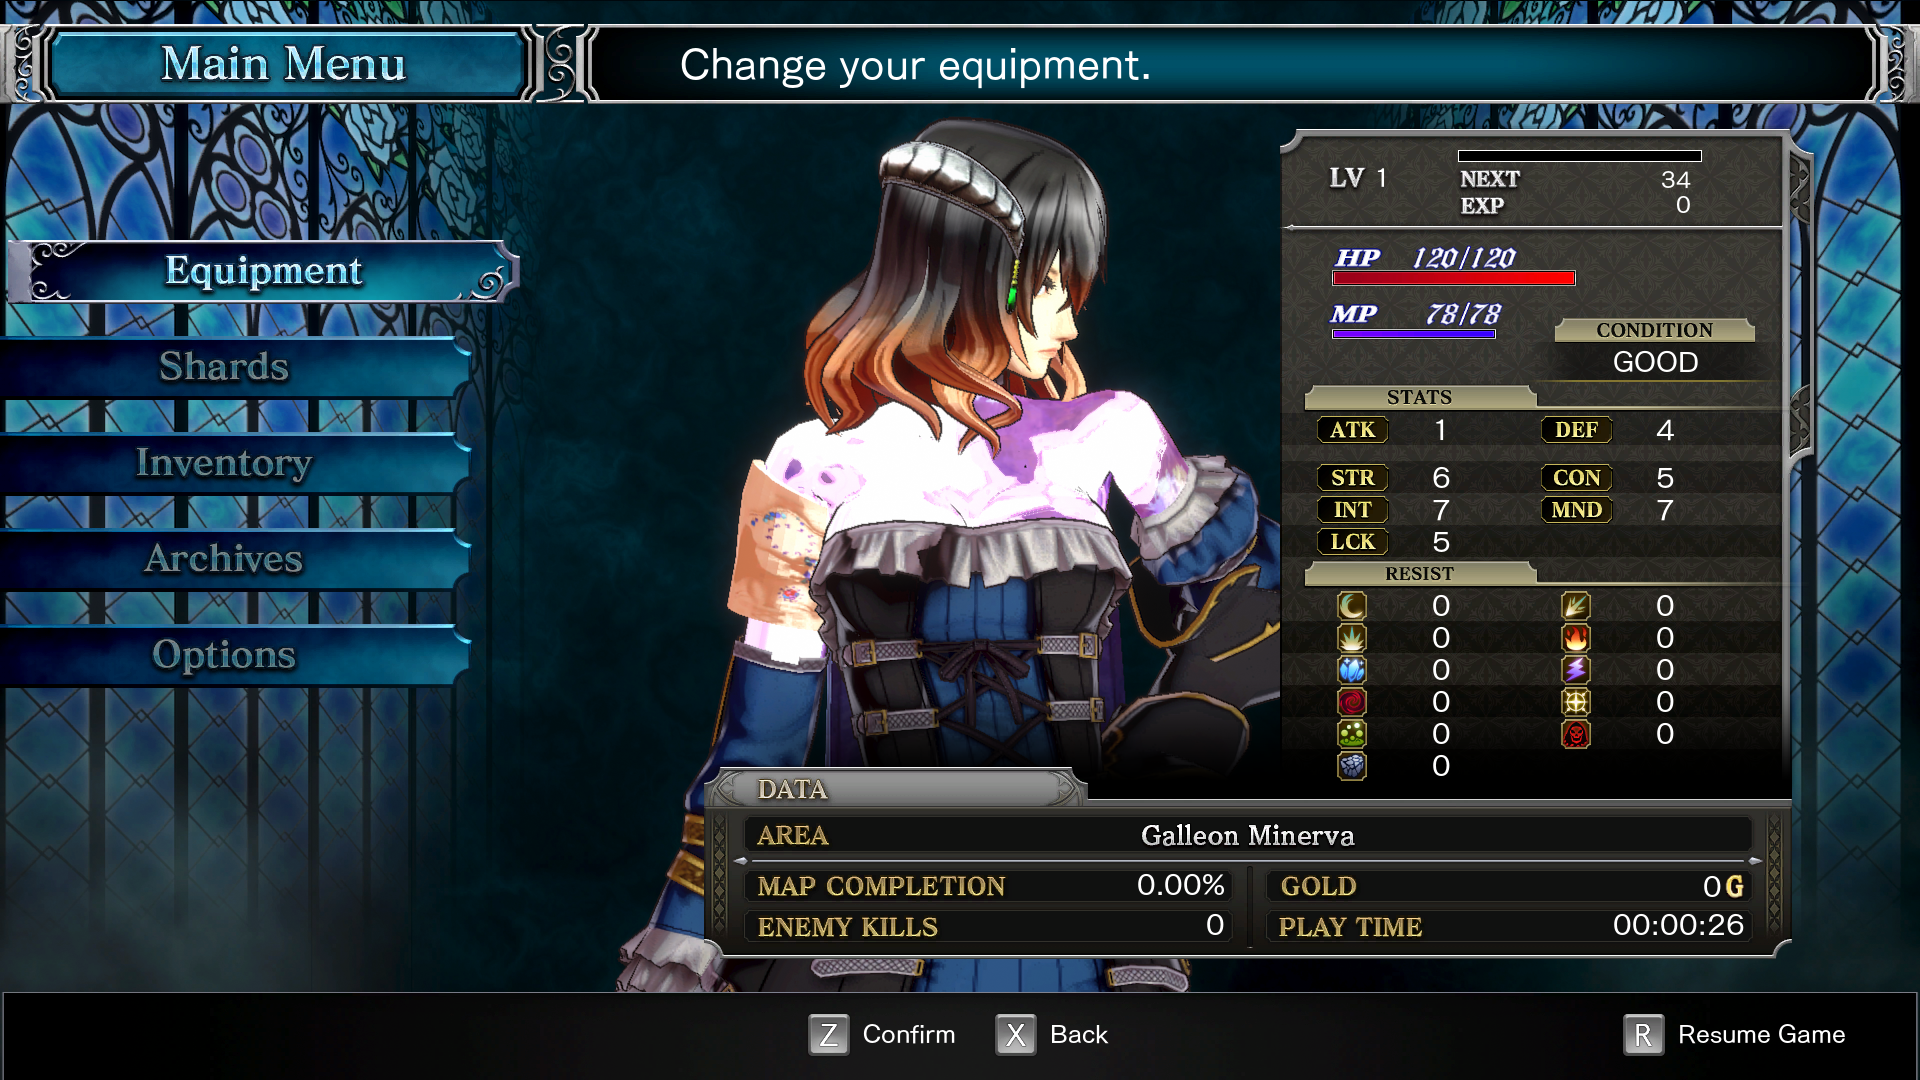 Main Menu
Change your equipment.
Equipment
Shards
Inventory
Archives
Options
LV 1
NEXT 34
EXP 0
HP 120/120
MP 78/78
CONDITION
GOOD
STATS
ATK 1 DEF 4
STR 6 CON 5
INT 7 MND 7
LCK 5
RESIST
0 0
0 0
0 0
0 0
0 0
0
DATA
AREA Galleon Minerva
MAP COMPLETION 0.00% GOLD 0G
ENEMY KILLS 0 PLAY TIME 00:00:26
Z Confirm X Back R Resume Game